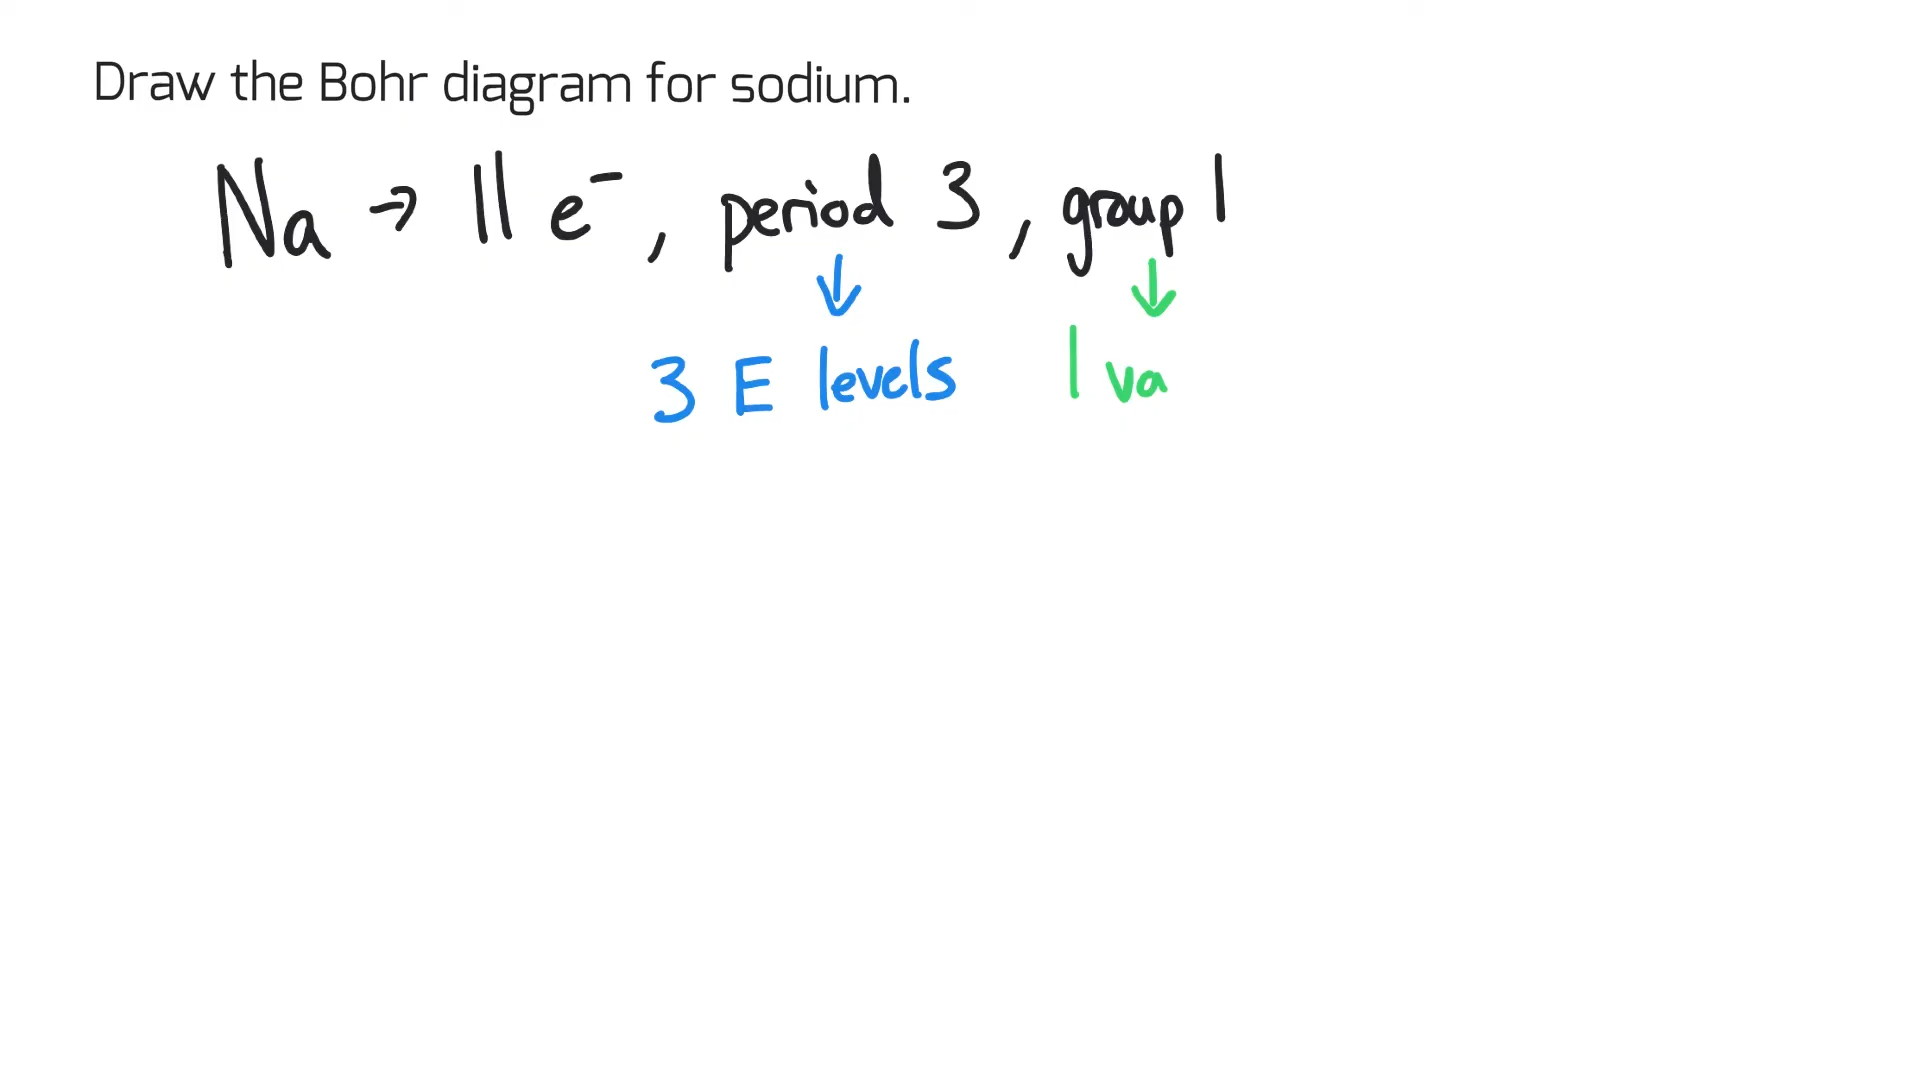 Draw the Bohr diagram for sodium.
Na → 11 e⁻, period 3, group 1
↓ ↓
3 E levels 1 va